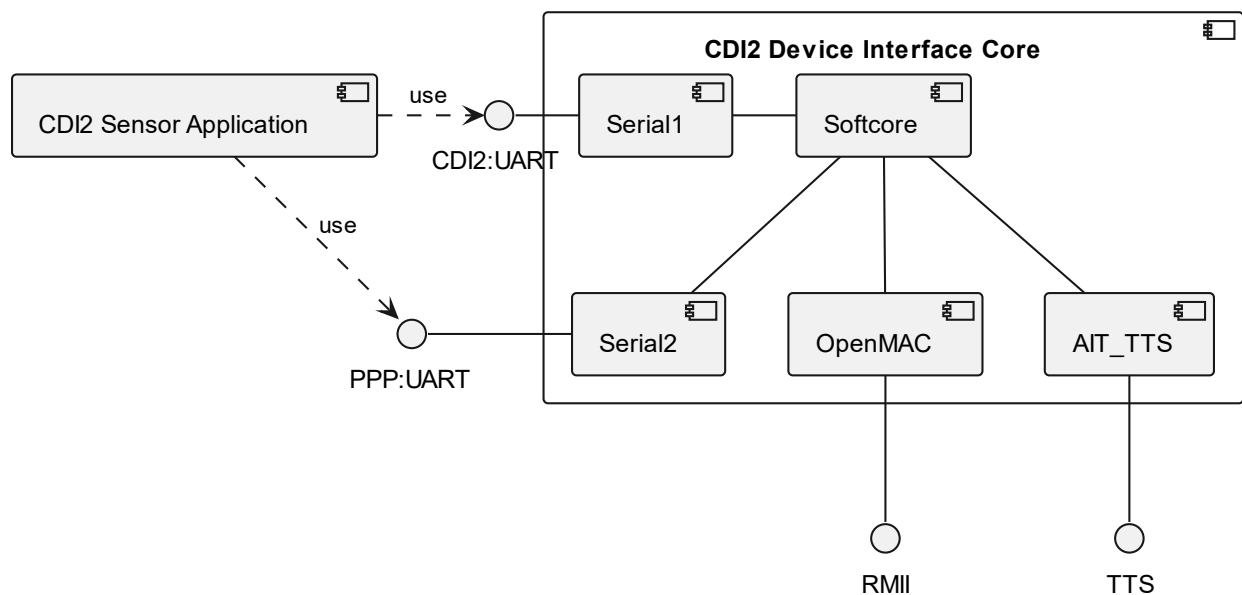 CDI2 Device Interface Core
CDI2 Sensor Application
use
CDI2:UART
Serial1
Softcore
use
PPP:UART
Serial2
OpenMAC
AIT_TTS
RMII
TTS